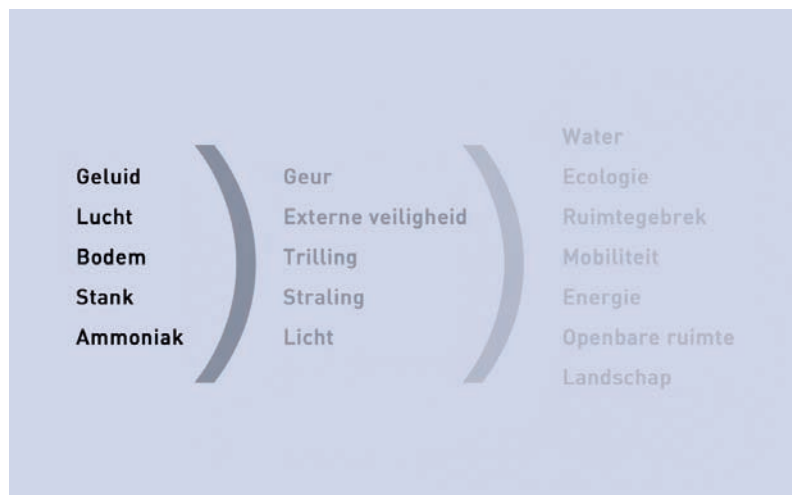 Geluid
Lucht
Bodem
Stank
Ammoniak
Geur
Externe veiligheid
Trilling
Straling
Licht
Water
Ecologie
Ruimtegebrek
Mobiliteit
Energie
Openbare ruimte
Landschap